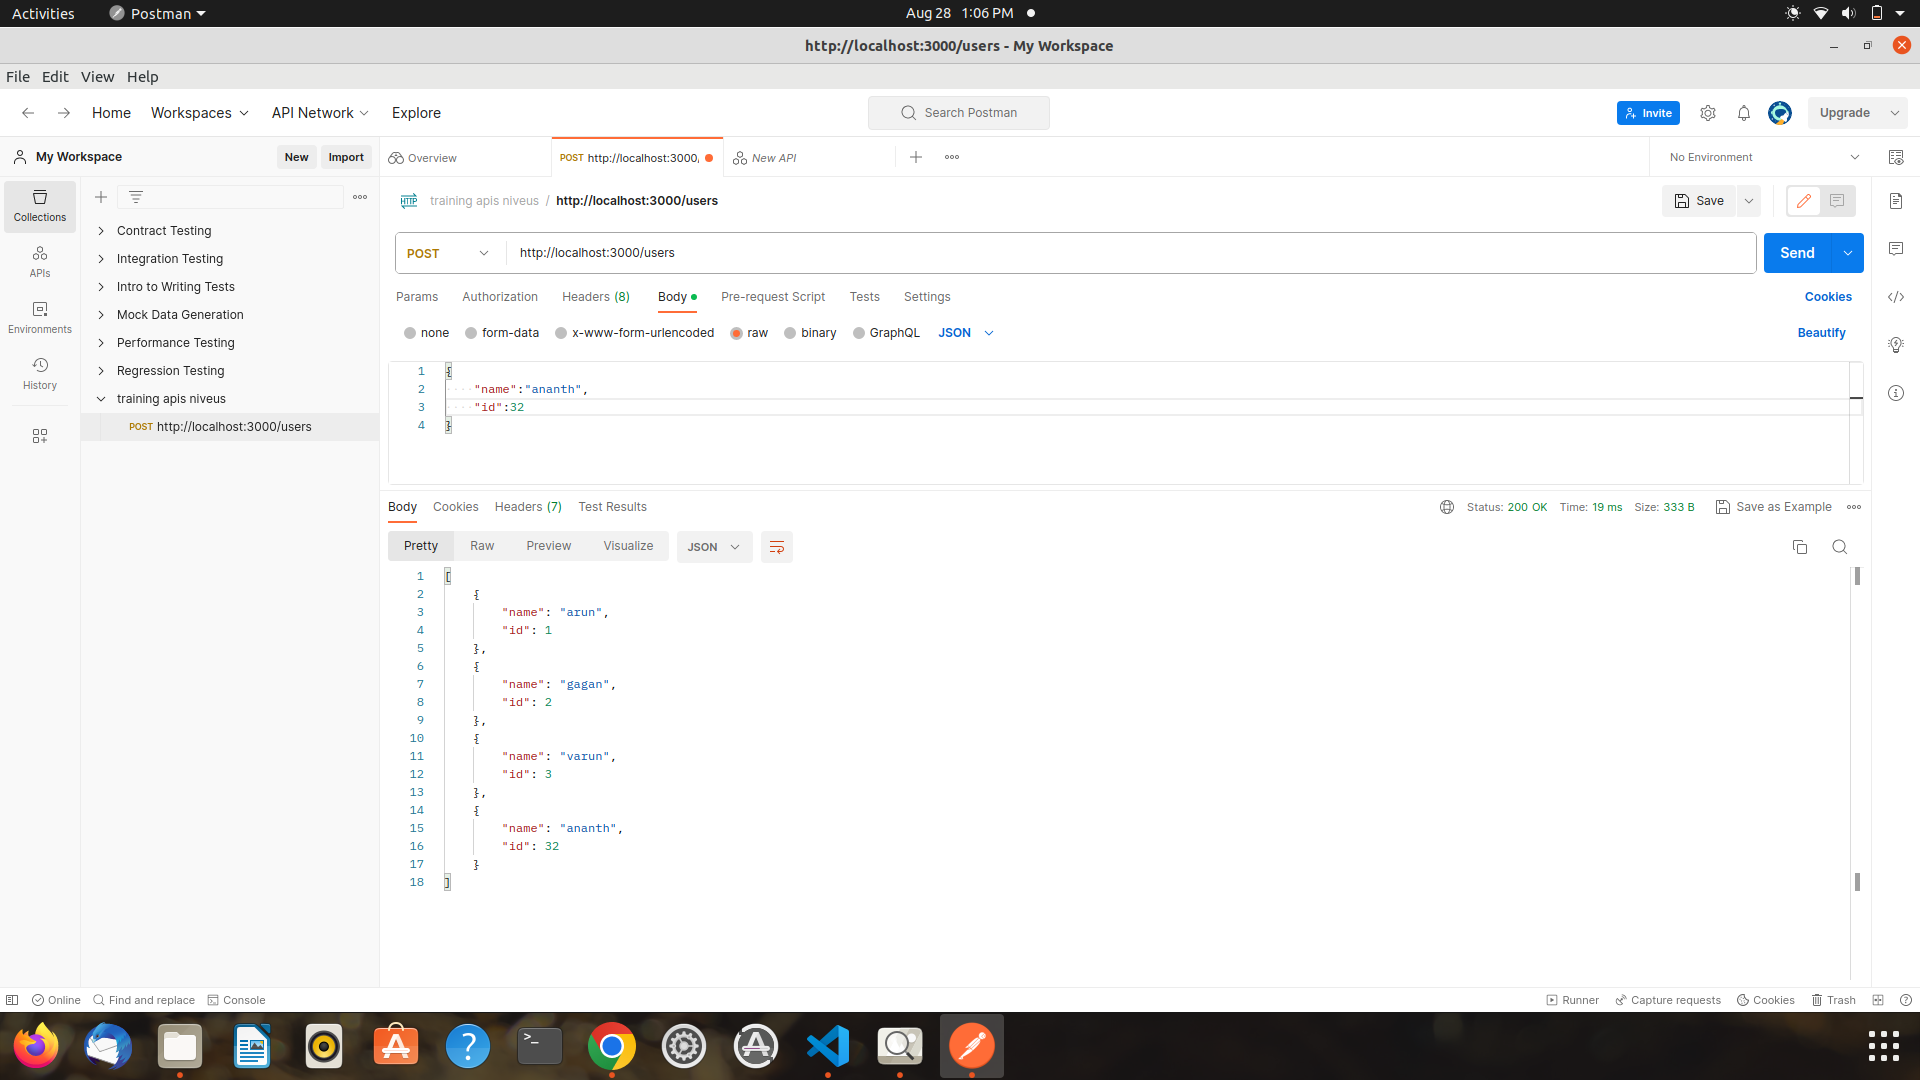 Activities Postman Aug 28 1:06 PM
http://localhost:3000/users - My Workspace
File Edit View Help
Home Workspaces API Network Explore Search Postman Invite Upgrade
My Workspace New Import Overview POST http://localhost:3000/ New API No Environment
Collections
APIs
Environments
History
Contract Testing
Integration Testing
Intro to Writing Tests
Mock Data Generation
Performance Testing
Regression Testing
training apis niveus
POST http://localhost:3000/users
HTTP training apis niveus / http://localhost:3000/users Save
POST http://localhost:3000/users Send
Params Authorization Headers (8) Body Pre-request Script Tests Settings Cookies
none form-data x-www-form-urlencoded raw binary GraphQL JSON Beautify
1 {
2 "name":"ananth",
3 "id":32
4 }
Body Cookies Headers (7) Test Results Status: 200 OK Time: 19 ms Size: 333 B Save as Example
Pretty Raw Preview Visualize JSON
1 [
2 {
3 "name": "arun",
4 "id": 1
5 },
6 {
7 "name": "gagan",
8 "id": 2
9 },
10 {
11 "name": "varun",
12 "id": 3
13 },
14 {
15 "name": "ananth",
16 "id": 32
17 }
18 ]
Online Find and replace Console Runner Capture requests Cookies Trash